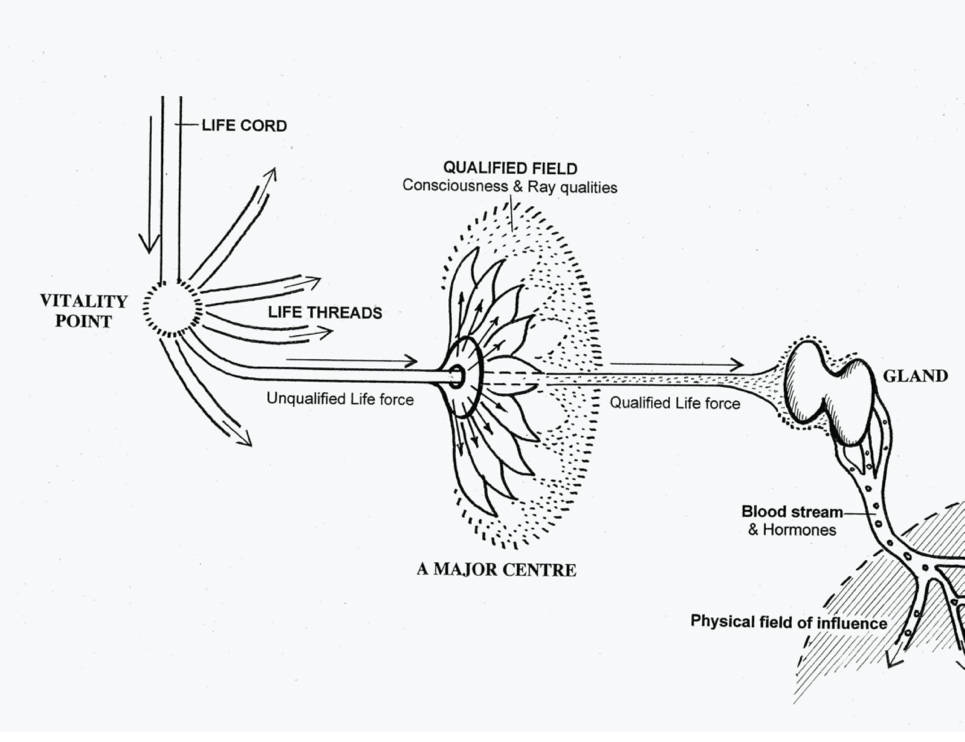 LIFE CORD
QUALIFIED FIELD
Consciousness & Ray qualities
VITALITY
POINT
LIFE THREADS
Unqualified Life force
Qualified Life force
GLAND
Blood stream
& Hormones
A MAJOR CENTRE
Physical field of influence